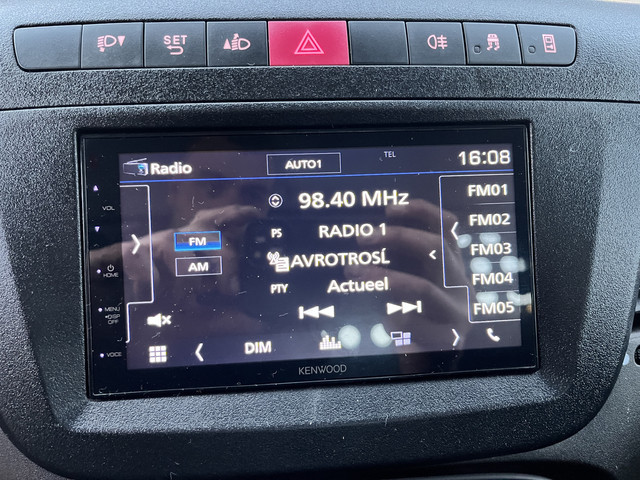 SET
Radio
AUTO1
TEL
16:08
VOL
98.40 MHz
FM01
FM
PS RADIO 1
FM02
AVROTROS
FM03
AM
PTY Actueel
FM04
HOME
MENU
•DISP
OFF
FM05
VOICE
DIM
KENWOOD